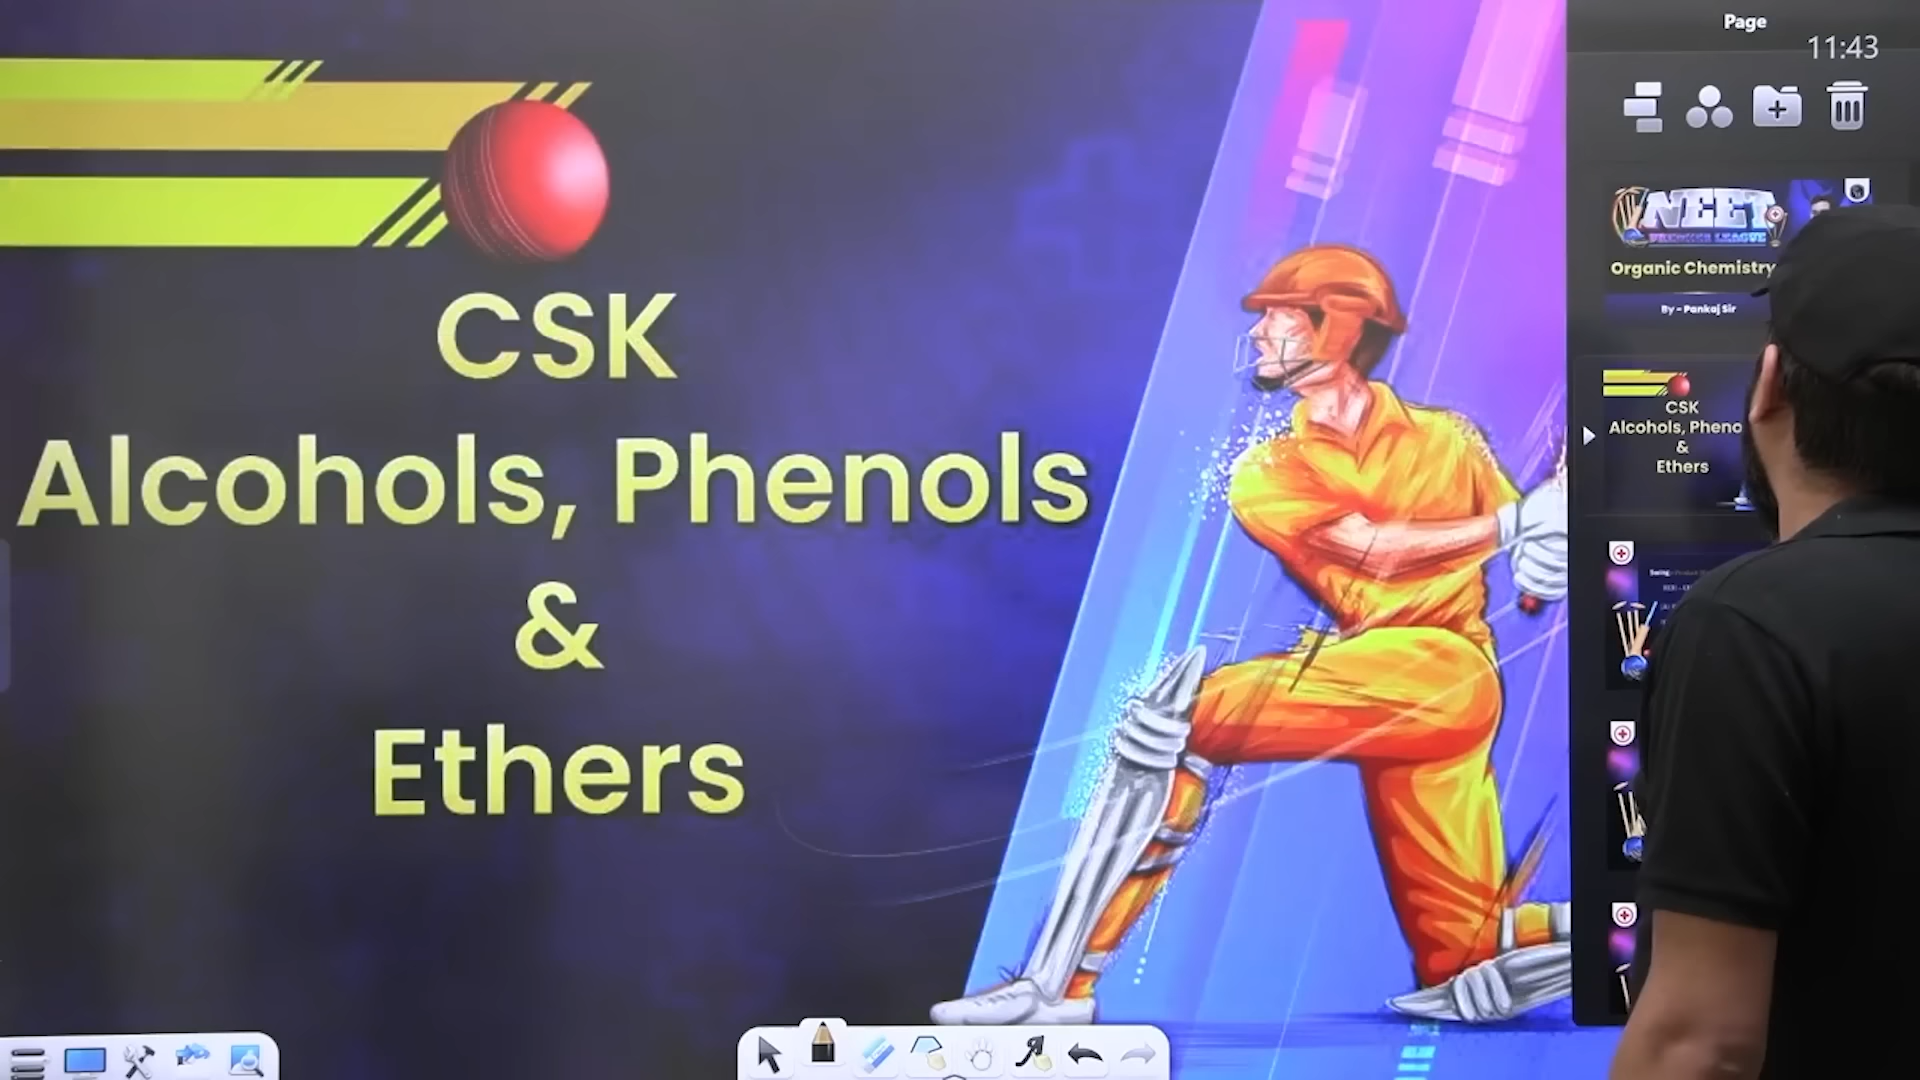 CSK
Alcohols, Phenols
&
Ethers
Page
11:43
NEET
PREMIER LEAGUE
Organic Chemistry
By - Pankaj Sir
CSK
Alcohols, Pheno
&
Ethers